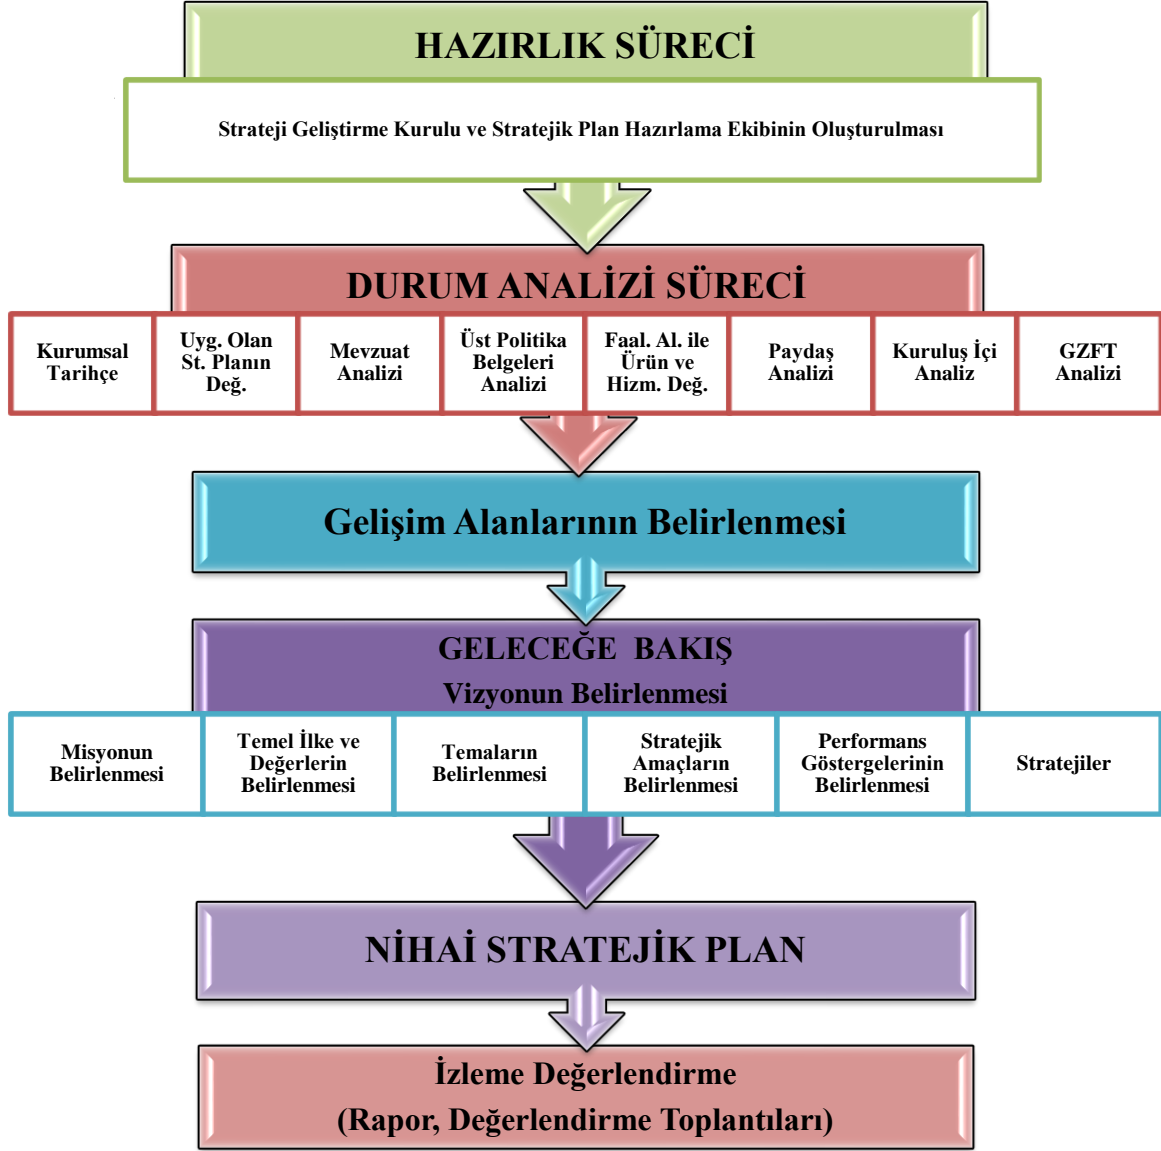 HAZIRLIK SÜRECİ
Strateji Geliştirme Kurulu ve Stratejik Plan Hazırlama Ekibinin Oluşturulması
DURUM ANALİZİ SÜRECİ
Kurumsal
Tarihçe
Uyg. Olan
St. Planın
Değ.
Mevzuat
Analizi
Üst Politika
Belgeleri
Analizi
Faal. Al. ile
Ürün ve
Hizm. Değ.
Paydaş
Analizi
Kuruluş İçi
Analiz
GZFT
Analizi
Gelişim Alanlarının Belirlenmesi
GELECEĞE BAKIŞ
Vizyonun Belirlenmesi
Misyonun
Belirlenmesi
Temel İlke ve
Değerlerin
Belirlenmesi
Temaların
Belirlenmesi
Stratejik
Amaçların
Belirlenmesi
Performans
Göstergelerinin
Belirlenmesi
Stratejiler
NİHAİ STRATEJİK PLAN
İzleme Değerlendirme
(Rapor, Değerlendirme Toplantıları)